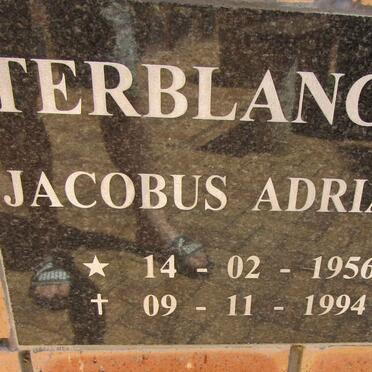 TERBLANC
JACOBUS ADRIA
★ 14 - 02 - 1956
✝ 09 - 11 - 1994